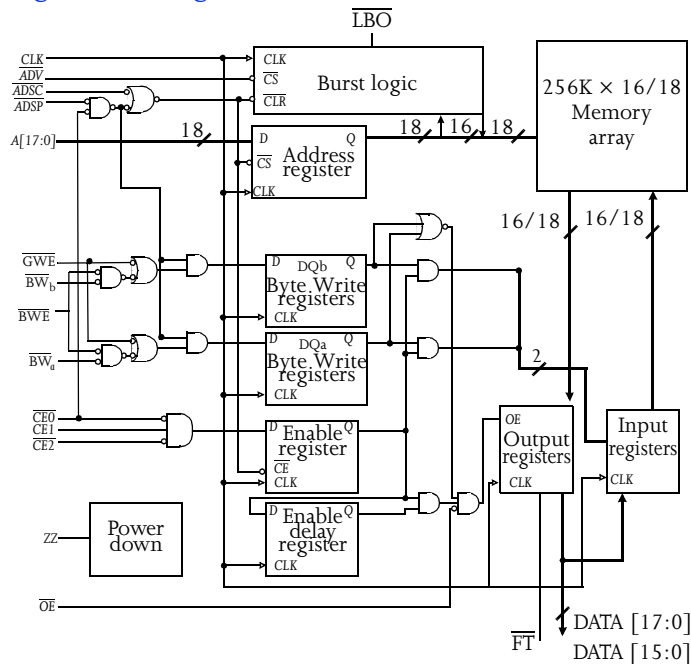 LBO
CLK
ADV
ADSC
ADSP
A[17:0]
18
CLK
CS
CLR
Burst logic
256K × 16/18
Memory
array
D
Q
Address
register
CS
CLK
18
16
18
16/18
16/18
GWE
BWb
BWE
BWa
D
DQb
Q
Byte Write
registers
CLK
D
DQa
Q
Byte Write
registers
CLK
2
CE0
CE1
CE2
D
Q
Enable
register
CE
CLK
OE
Output
registers
CLK
Input
registers
CLK
D
Q
Enable
delay
register
CLK
ZZ
Power
down
OE
FT
DATA [17:0]
DATA [15:0]